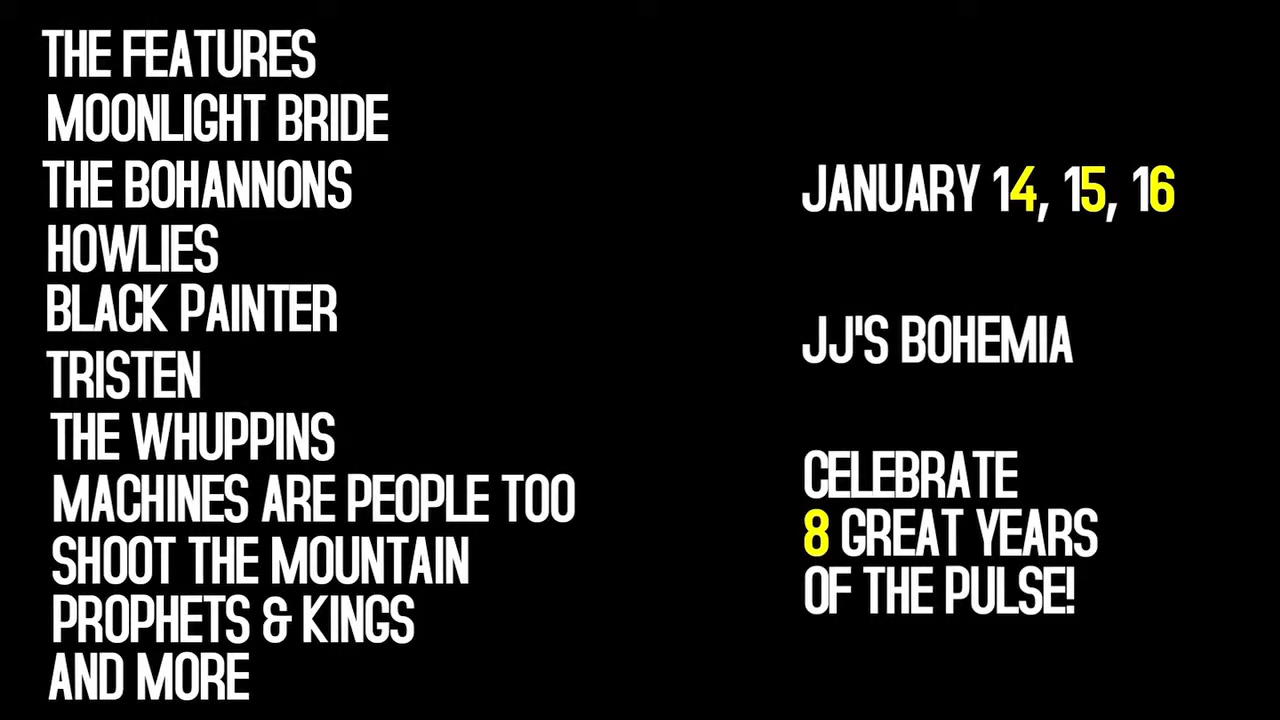 THE FEATURES
MOONLIGHT BRIDE
THE BOHANNONS
HOWLIES
BLACK PAINTER
TRISTEN
THE WHUPPINS
MACHINES ARE PEOPLE TOO
SHOOT THE MOUNTAIN
PROPHETS & KINGS
AND MORE
JANUARY 14, 15, 16
JJ'S BOHEMIA
CELEBRATE
8 GREAT YEARS
OF THE PULSE!